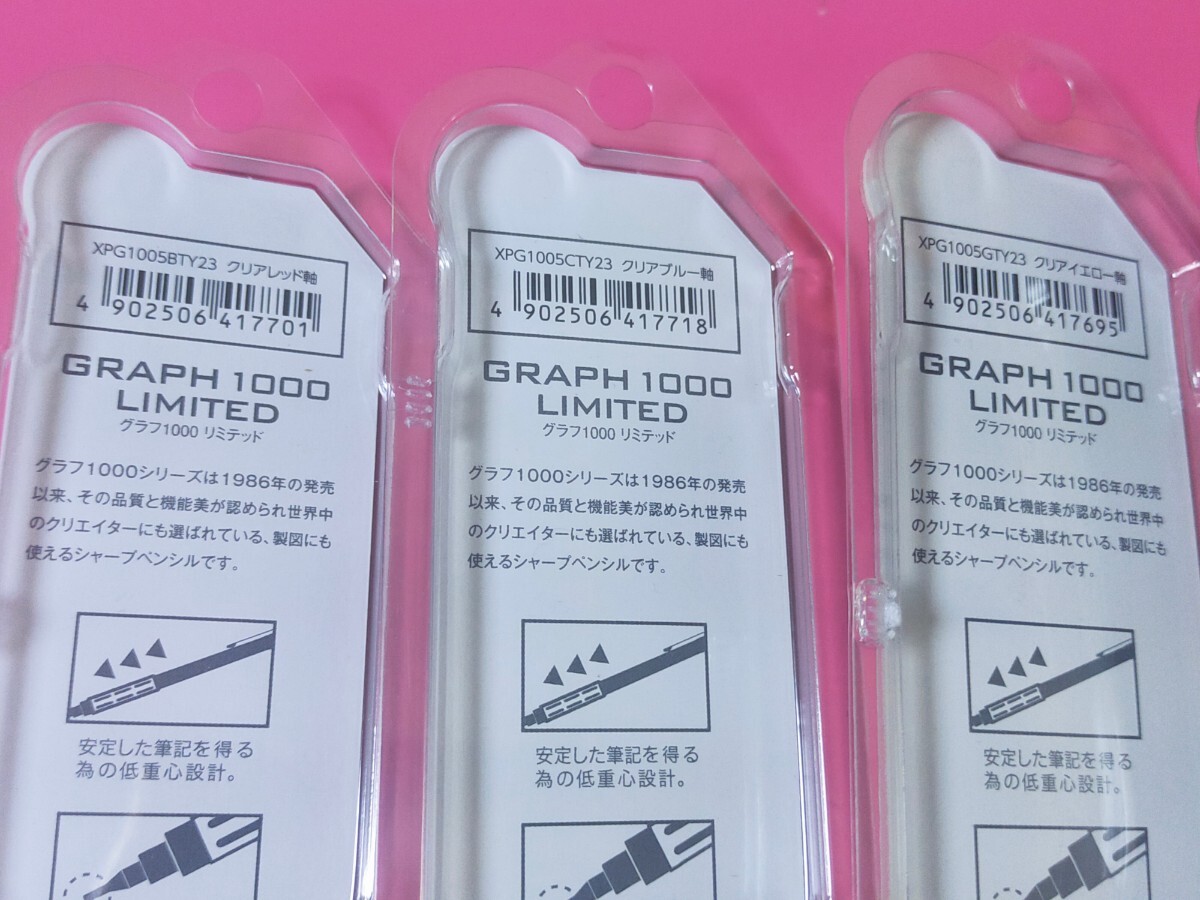 XPG1005BTY23 クリアレッド軸
4 902506 417701
GRAPH 1000
LIMITED
グラフ1000 リミテッド
グラフ1000シリーズは1986年の発売
以来、その品質と機能美が認められ世界中
のクリエイターにも選ばれている、製図にも
使えるシャープペンシルです。
安定した筆記を得る
為の低重心設計。
XPG1005CTY23 クリアブルー軸
4 902506 417718
GRAPH 1000
LIMITED
グラフ1000 リミテッド
グラフ1000シリーズは1986年の発売
以来、その品質と機能美が認められ世界中
のクリエイターにも選ばれている、製図にも
使えるシャープペンシルです。
安定した筆記を得る
為の低重心設計。
XPG1005GTY23 クリアイエロー軸
4 902506 417695
GRAPH 1000
LIMITED
グラフ1000 リミテッド
グラフ1000シリーズは1986年の発売
以来、その品質と機能美が認められ世界中
のクリエイターにも選ばれている、製図にも
使えるシャープペンシルです。
安定した筆記を得る
為の低重心設計。